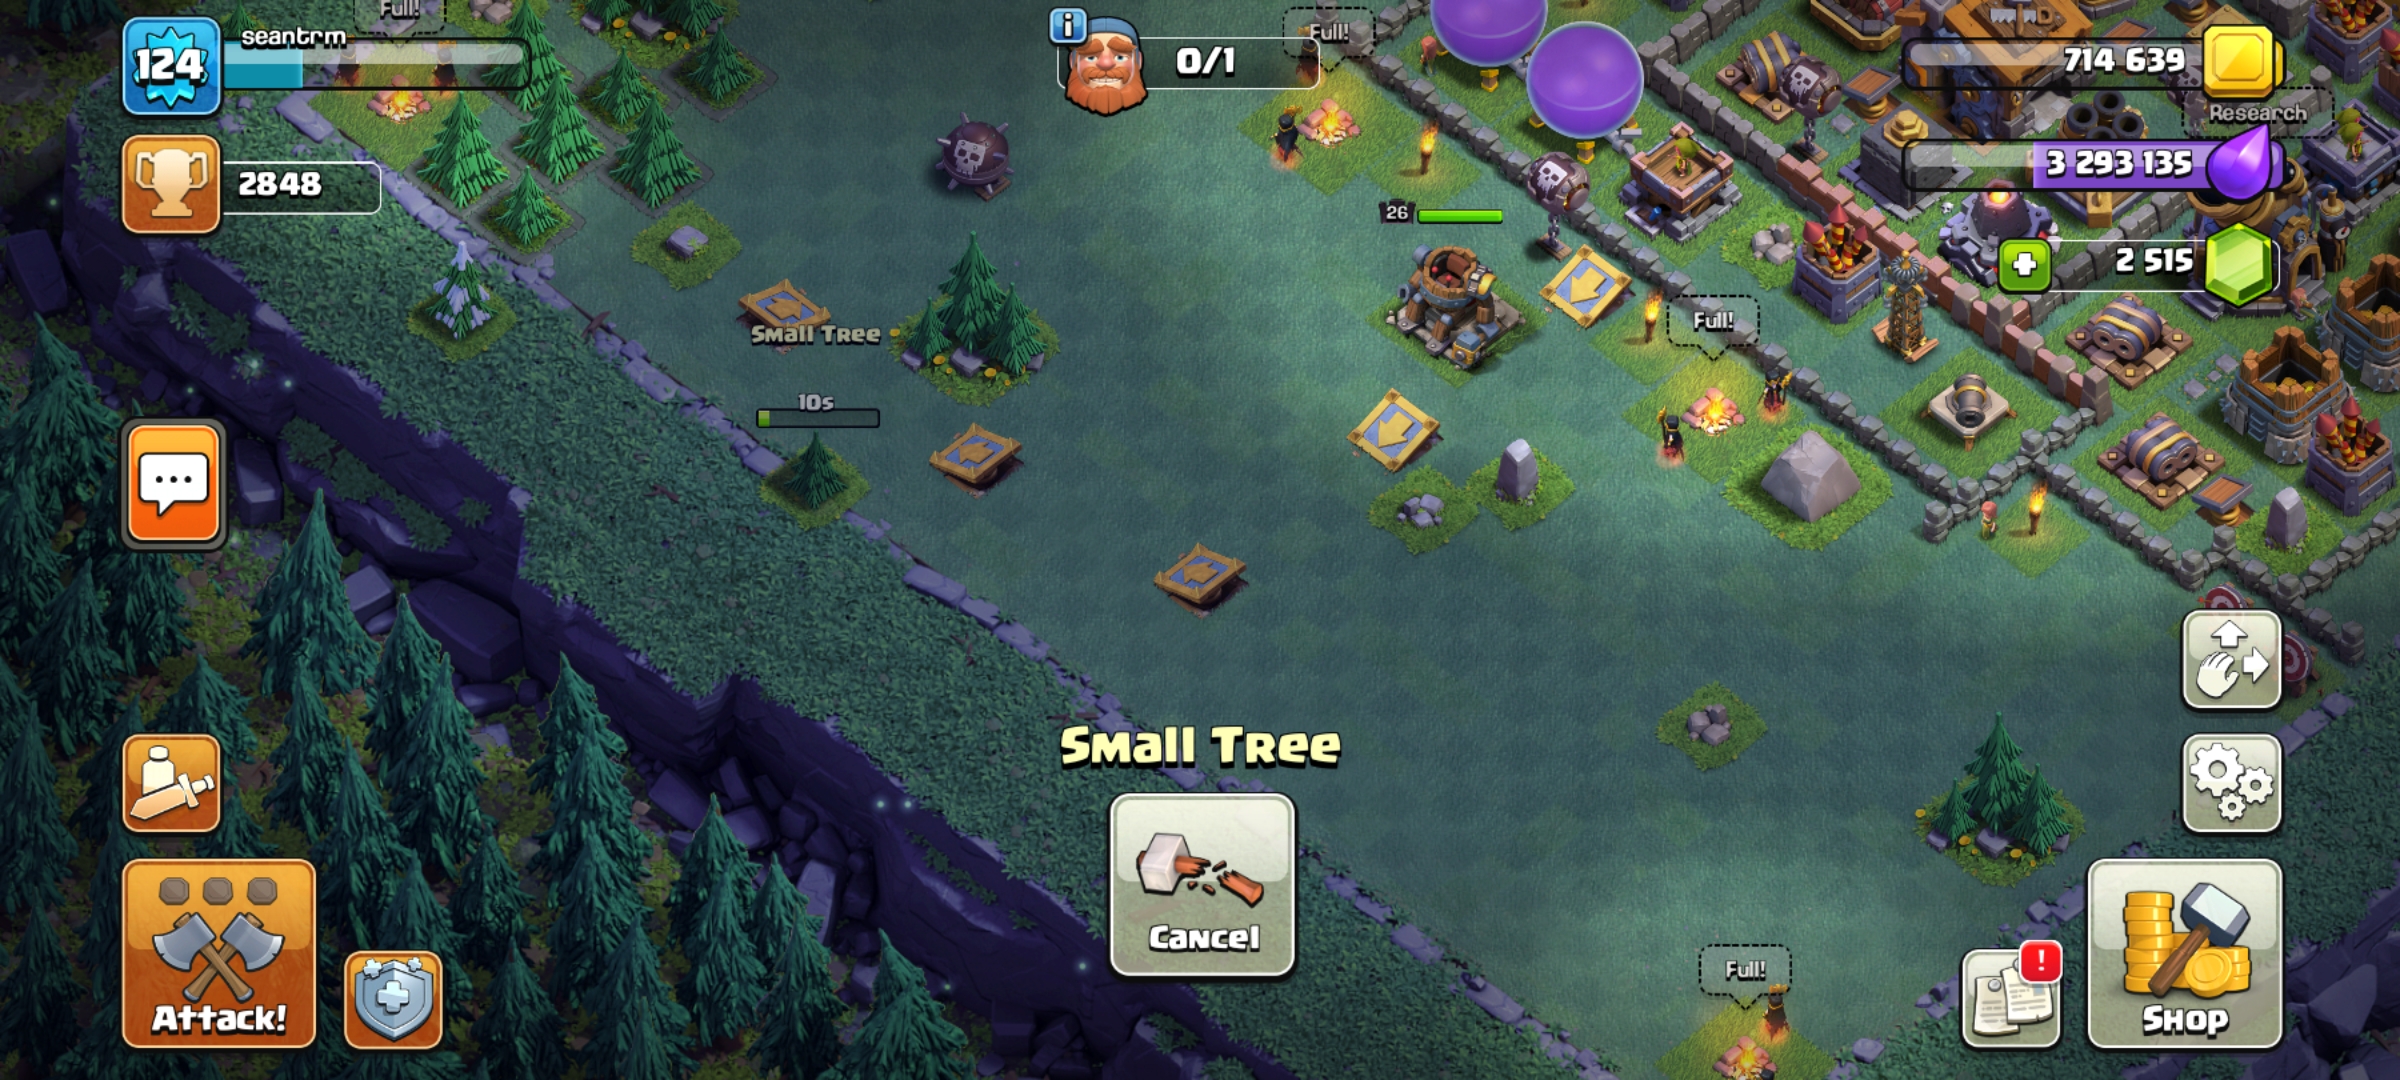 Full!
seantrm
124
2848
i
0/1
Full!
714 639
Research
3 293 135
2 515
26
Small Tree
10s
Full!
Small Tree
Cancel
Attack!
Full!
!
Shop